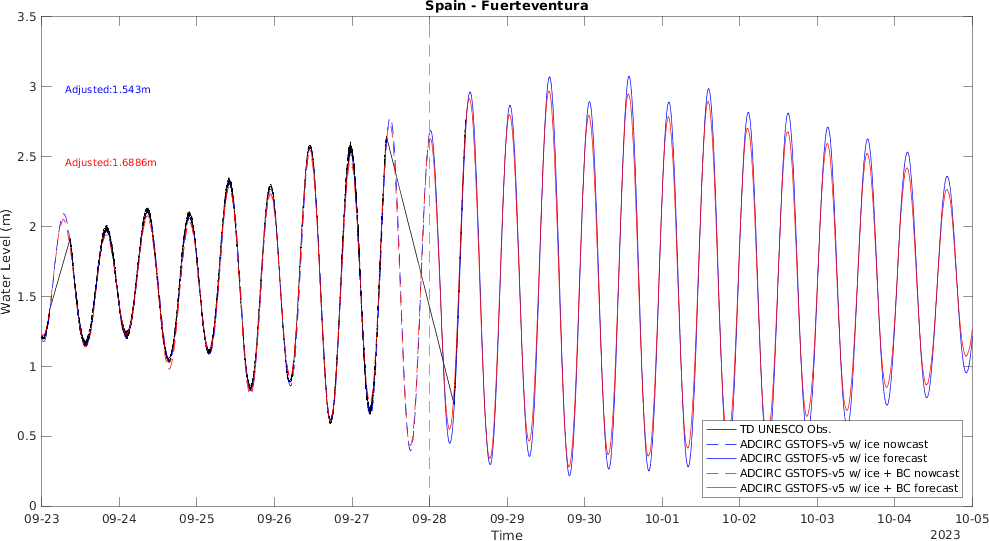 Spain - Fuerteventura
3.5
3
2.5
2
1.5
1
0.5
0
Water Level (m)
Adjusted:1.543m
Adjusted:1.6886m
TD UNESCO Obs.
ADCIRC GSTOFS-v5 w/ ice nowcast
ADCIRC GSTOFS-v5 w/ ice forecast
ADCIRC GSTOFS-v5 w/ ice + BC nowcast
ADCIRC GSTOFS-v5 w/ ice + BC forecast
09-23 09-24 09-25 09-26 09-27 09-28 09-29 09-30 10-01 10-02 10-03 10-04 10-05
Time
2023